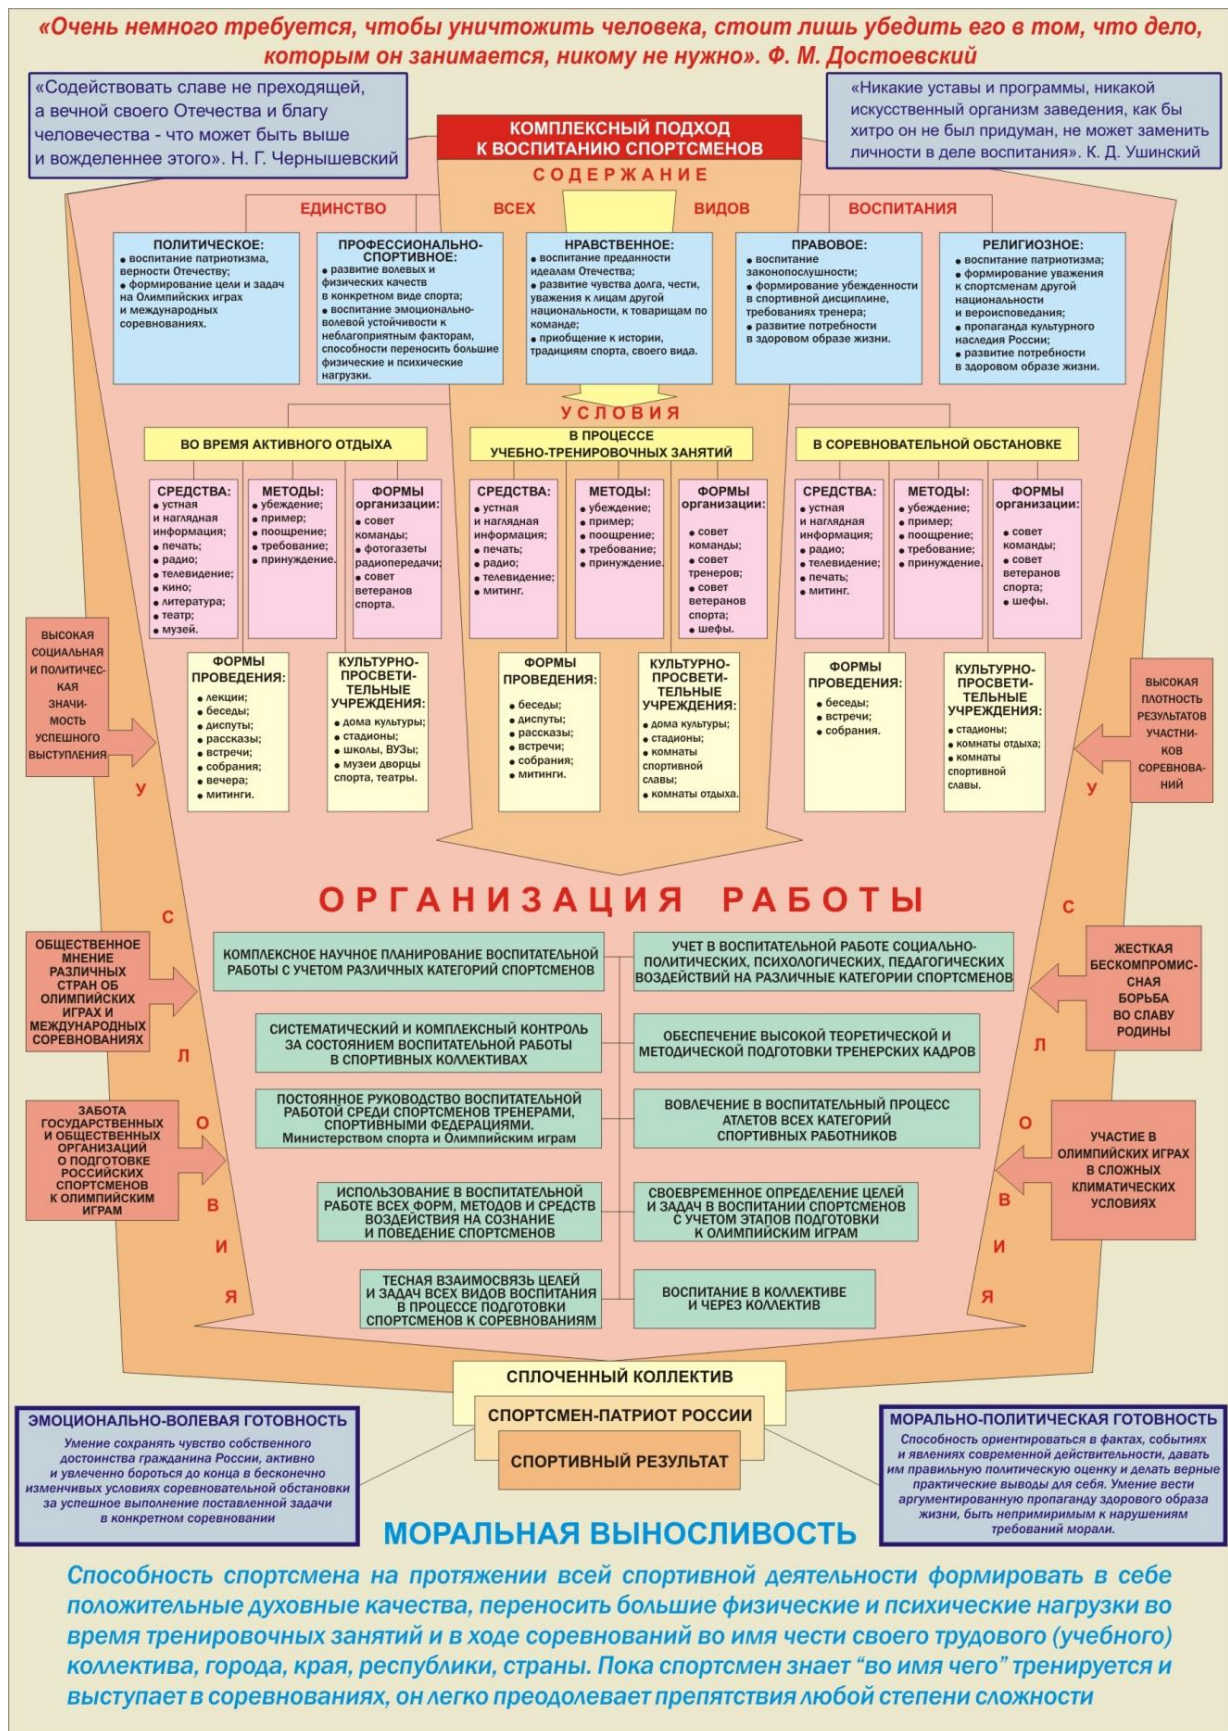 «Очень немного требуется, чтобы уничтожить человека, стоит лишь убедить его в том, что дело,
которым он занимается, никому не нужно». Ф. М. Достоевский
«Содействовать славе не преходящей,
а вечной своего Отечества и благу
человечества - что может быть выше
и вожделеннее этого». Н. Г. Чернышевский
«Никакие уставы и программы, никакой
искусственный организм заведения, как бы
хитро он не был придуман, не может заменить
личности в деле воспитания». К. Д. Ушинский
КОМПЛЕКСНЫЙ ПОДХОД
К ВОСПИТАНИЮ СПОРТСМЕНОВ
СОДЕРЖАНИЕ
ЕДИНСТВО ВСЕХ ВИДОВ ВОСПИТАНИЯ
ПОЛИТИЧЕСКОЕ:
● воспитание патриотизма,
верности Отечеству;
● формирование цели и задач
на Олимпийских играх
и международных
соревнованиях.
ПРОФЕССИОНАЛЬНО-
СПОРТИВНОЕ:
● развитие волевых и
физических качеств
в конкретном виде спорта;
● воспитание эмоционально-
волевой устойчивости к
неблагоприятным факторам,
способности переносить большие
физические и психические
нагрузки.
НРАВСТВЕННОЕ:
● воспитание преданности
идеалам Отечества;
● развитие чувства долга, чести,
уважения к лицам другой
национальности, к товарищам по
команде;
● приобщение к истории,
традициям спорта, своего вида.
ПРАВОВОЕ:
● воспитание
законопослушности;
● формирование убежденности
в спортивной дисциплине,
требованиях тренера;
● развитие потребности
в здоровом образе жизни.
РЕЛИГИОЗНОЕ:
● воспитание патриотизма;
● формирование уважения
к спортсменам другой
национальности
и вероисповедания;
● пропаганда культурного
наследия России;
● развитие потребности
в здоровом образе жизни.
УСЛОВИЯ
ВО ВРЕМЯ АКТИВНОГО ОТДЫХА
В ПРОЦЕССЕ
УЧЕБНО-ТРЕНИРОВОЧНЫХ ЗАНЯТИЙ
В СОРЕВНОВАТЕЛЬНОЙ ОБСТАНОВКЕ
СРЕДСТВА:
● устная
и наглядная
информация;
● печать;
● радио;
● телевидение;
● кино;
● литература;
● театр;
● музей.
МЕТОДЫ:
● убеждение;
● пример;
● поощрение;
● требование;
● принуждение.
ФОРМЫ
организации:
● совет
команды;
● фотогазеты
радиопередачи;
● совет
ветеранов
спорта.
СРЕДСТВА:
● устная
и наглядная
информация;
● печать;
● радио;
● телевидение;
● митинг.
МЕТОДЫ:
● убеждение;
● пример;
● поощрение;
● требование;
● принуждение.
ФОРМЫ
организации:
● совет
команды;
● совет
тренеров;
● совет
ветеранов
спорта;
● шефы.
СРЕДСТВА:
● устная
и наглядная
информация;
● радио;
● телевидение;
● печать;
● митинг.
МЕТОДЫ:
● убеждение;
● пример;
● поощрение;
● требование;
● принуждение.
ФОРМЫ
организации:
● совет
команды;
● совет
ветеранов
спорта;
● шефы.
ФОРМЫ
ПРОВЕДЕНИЯ:
● лекции;
● беседы;
● диспуты;
● рассказы;
● встречи;
● собрания;
● вечера;
● митинги.
КУЛЬТУРНО-
ПРОСВЕТИ-
ТЕЛЬНЫЕ
УЧРЕЖДЕНИЯ:
● дома культуры;
● стадионы;
● школы, ВУЗы;
● музеи дворцы
спорта, театры.
ФОРМЫ
ПРОВЕДЕНИЯ:
● беседы;
● диспуты;
● рассказы;
● встречи;
● собрания;
● митинги.
КУЛЬТУРНО-
ПРОСВЕТИ-
ТЕЛЬНЫЕ
УЧРЕЖДЕНИЯ:
● дома культуры;
● стадионы;
● комнаты
спортивной
славы;
● комнаты отдыха.
ФОРМЫ
ПРОВЕДЕНИЯ:
● беседы;
● встречи;
● собрания.
КУЛЬТУРНО-
ПРОСВЕТИ-
ТЕЛЬНЫЕ
УЧРЕЖДЕНИЯ:
● стадионы;
● комнаты отдыха;
● комнаты
спортивной
славы.
ВЫСОКАЯ
СОЦИАЛЬНАЯ
И ПОЛИТИЧЕС-
КАЯ
ЗНАЧИ-
МОСТЬ
УСПЕШНОГО
ВЫСТУПЛЕНИЯ
ВЫСОКАЯ
ПЛОТНОСТЬ
РЕЗУЛЬТАТОВ
УЧАСТНИ-
КОВ
СОРЕВНОВА-
НИЙ
УСЛОВИЯ
УСЛОВИЯ
ОРГАНИЗАЦИЯ РАБОТЫ
ОБЩЕСТВЕННОЕ
МНЕНИЕ
РАЗЛИЧНЫХ
СТРАН ОБ
ОЛИМПИЙСКИХ
ИГРАХ И
МЕЖДУНАРОДНЫХ
СОРЕВНОВАНИЯХ
ЗАБОТА
ГОСУДАРСТВЕННЫХ
И ОБЩЕСТВЕННЫХ
ОРГАНИЗАЦИЙ
О ПОДГОТОВКЕ
РОССИЙСКИХ
СПОРТСМЕНОВ
К ОЛИМПИЙСКИМ
ИГРАМ
КОМПЛЕКСНОЕ НАУЧНОЕ ПЛАНИРОВАНИЕ ВОСПИТАТЕЛЬНОЙ
РАБОТЫ С УЧЕТОМ РАЗЛИЧНЫХ КАТЕГОРИЙ СПОРТСМЕНОВ
УЧЕТ В ВОСПИТАТЕЛЬНОЙ РАБОТЕ СОЦИАЛЬНО-
ПОЛИТИЧЕСКИХ, ПСИХОЛОГИЧЕСКИХ, ПЕДАГОГИЧЕСКИХ
ВОЗДЕЙСТВИЙ НА РАЗЛИЧНЫЕ КАТЕГОРИИ СПОРТСМЕНОВ
СИСТЕМАТИЧЕСКИЙ И КОМПЛЕКСНЫЙ КОНТРОЛЬ
ЗА СОСТОЯНИЕМ ВОСПИТАТЕЛЬНОЙ РАБОТЫ
В СПОРТИВНЫХ КОЛЛЕКТИВАХ
ОБЕСПЕЧЕНИЕ ВЫСОКОЙ ТЕОРЕТИЧЕСКОЙ И
МЕТОДИЧЕСКОЙ ПОДГОТОВКИ ТРЕНЕРСКИХ КАДРОВ
ПОСТОЯННОЕ РУКОВОДСТВО ВОСПИТАТЕЛЬНОЙ
РАБОТОЙ СРЕДИ СПОРТСМЕНОВ ТРЕНЕРАМИ,
СПОРТИВНЫМИ ФЕДЕРАЦИЯМИ.
Министерством спорта и Олимпийским играм
ВОВЛЕЧЕНИЕ В ВОСПИТАТЕЛЬНЫЙ ПРОЦЕСС
АТЛЕТОВ ВСЕХ КАТЕГОРИЙ
СПОРТИВНЫХ РАБОТНИКОВ
ИСПОЛЬЗОВАНИЕ В ВОСПИТАТЕЛЬНОЙ
РАБОТЕ ВСЕХ ФОРМ, МЕТОДОВ И СРЕДСТВ
ВОЗДЕЙСТВИЯ НА СОЗНАНИЕ
И ПОВЕДЕНИЕ СПОРТСМЕНОВ
СВОЕВРЕМЕННОЕ ОПРЕДЕЛЕНИЕ ЦЕЛЕЙ
И ЗАДАЧ В ВОСПИТАНИИ СПОРТСМЕНОВ
С УЧЕТОМ ЭТАПОВ ПОДГОТОВКИ
К ОЛИМПИЙСКИМ ИГРАМ
ТЕСНАЯ ВЗАИМОСВЯЗЬ ЦЕЛЕЙ
И ЗАДАЧ ВСЕХ ВИДОВ ВОСПИТАНИЯ
В ПРОЦЕССЕ ПОДГОТОВКИ
СПОРТСМЕНОВ К СОРЕВНОВАНИЯМ
ВОСПИТАНИЕ В КОЛЛЕКТИВЕ
И ЧЕРЕЗ КОЛЛЕКТИВ
ЖЕСТКАЯ
БЕСКОМПРОМИС-
СНАЯ
БОРЬБА
ВО СЛАВУ
РОДИНЫ
УЧАСТИЕ В
ОЛИМПИЙСКИХ ИГРАХ
В СЛОЖНЫХ
КЛИМАТИЧЕСКИХ
УСЛОВИЯХ
СПЛОЧЕННЫЙ КОЛЛЕКТИВ
СПОРТСМЕН-ПАТРИОТ РОССИИ
СПОРТИВНЫЙ РЕЗУЛЬТАТ
ЭМОЦИОНАЛЬНО-ВОЛЕВАЯ ГОТОВНОСТЬ
Умение сохранять чувство собственного
достоинства гражданина России, активно
и увлеченно бороться до конца в бесконечно
изменчивых условиях соревновательной обстановки
за успешное выполнение поставленной задачи
в конкретном соревновании
МОРАЛЬНО-ПОЛИТИЧЕСКАЯ ГОТОВНОСТЬ
Способность ориентироваться в фактах, событиях
и явлениях современной действительности, давать
им правильную политическую оценку и делать верные
практические выводы для себя. Умение вести
аргументированную пропаганду здорового образа
жизни, быть непримиримым к нарушениям
требований морали.
МОРАЛЬНАЯ ВЫНОСЛИВОСТЬ
Способность спортсмена на протяжении всей спортивной деятельности формировать в себе
положительные духовные качества, переносить большие физические и психические нагрузки во
время тренировочных занятий и в ходе соревнований во имя чести своего трудового (учебного)
коллектива, города, края, республики, страны. Пока спортсмен знает “во имя чего” тренируется и
выступает в соревнованиях, он легко преодолевает препятствия любой степени сложности